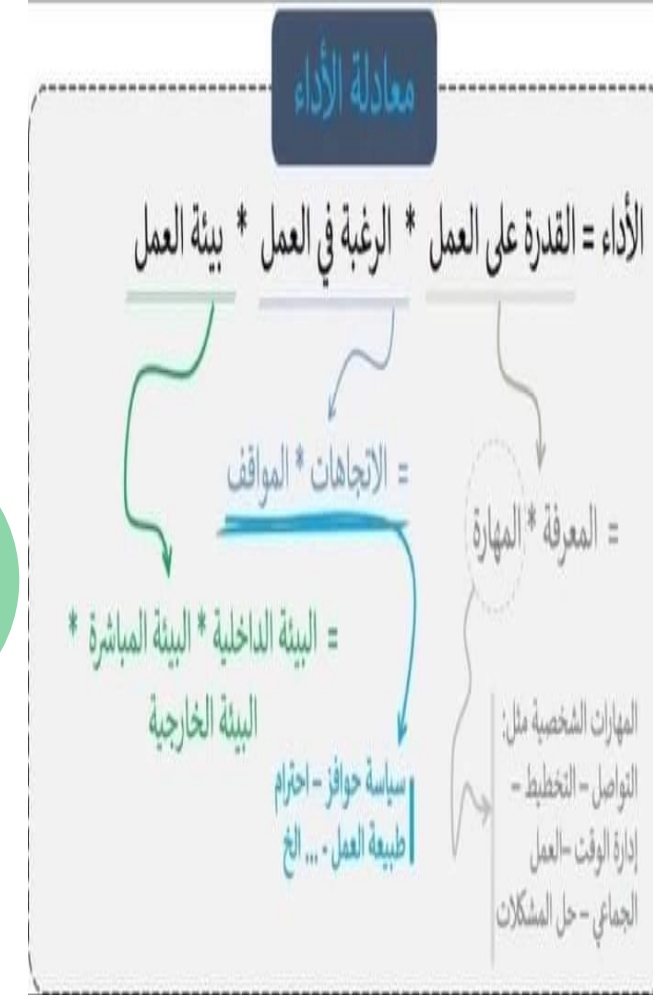 معادلة الأداء
الأداء = القدرة على العمل * الرغبة في العمل * بيئة العمل
= المعرفة * المهارة
المهارات الشخصية مثل:
التواصل – التخطيط –
إدارة الوقت –العمل
الجماعي – حل المشكلات
= الاتجاهات * المواقف
سياسة حوافز – احترام
طبيعة العمل - ... الخ
= البيئة الداخلية * البيئة المباشرة *
البيئة الخارجية